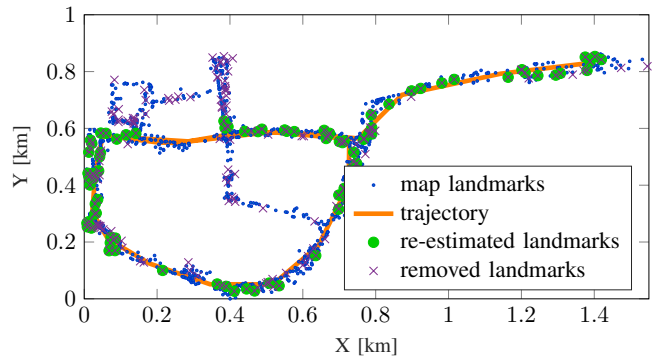 1
0.8
0.6
0.4
0.2
0
Y [km]
map landmarks
trajectory
re-estimated landmarks
removed landmarks
0 0.2 0.4 0.6 0.8 1 1.2 1.4
X [km]